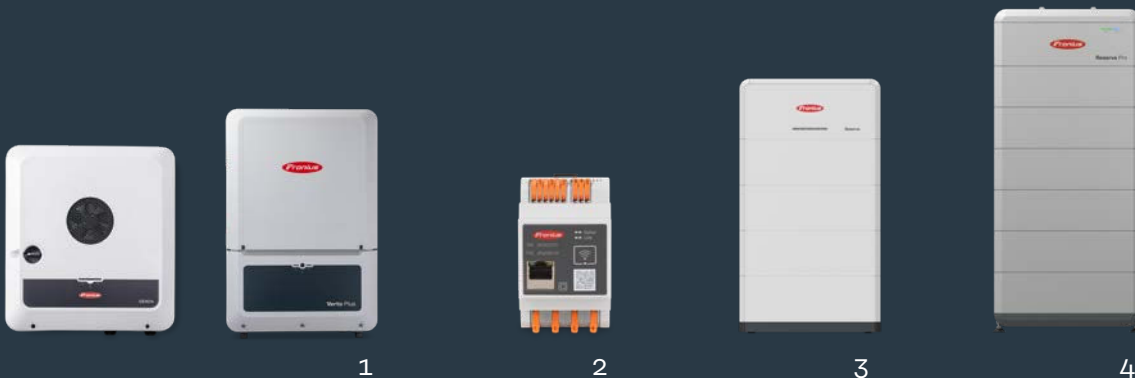 Fronius
GEN24
Fronius
Verto Plus
1
Fronius
2
Fronius
Reserva
3
Fronius
Reserva Pro
4